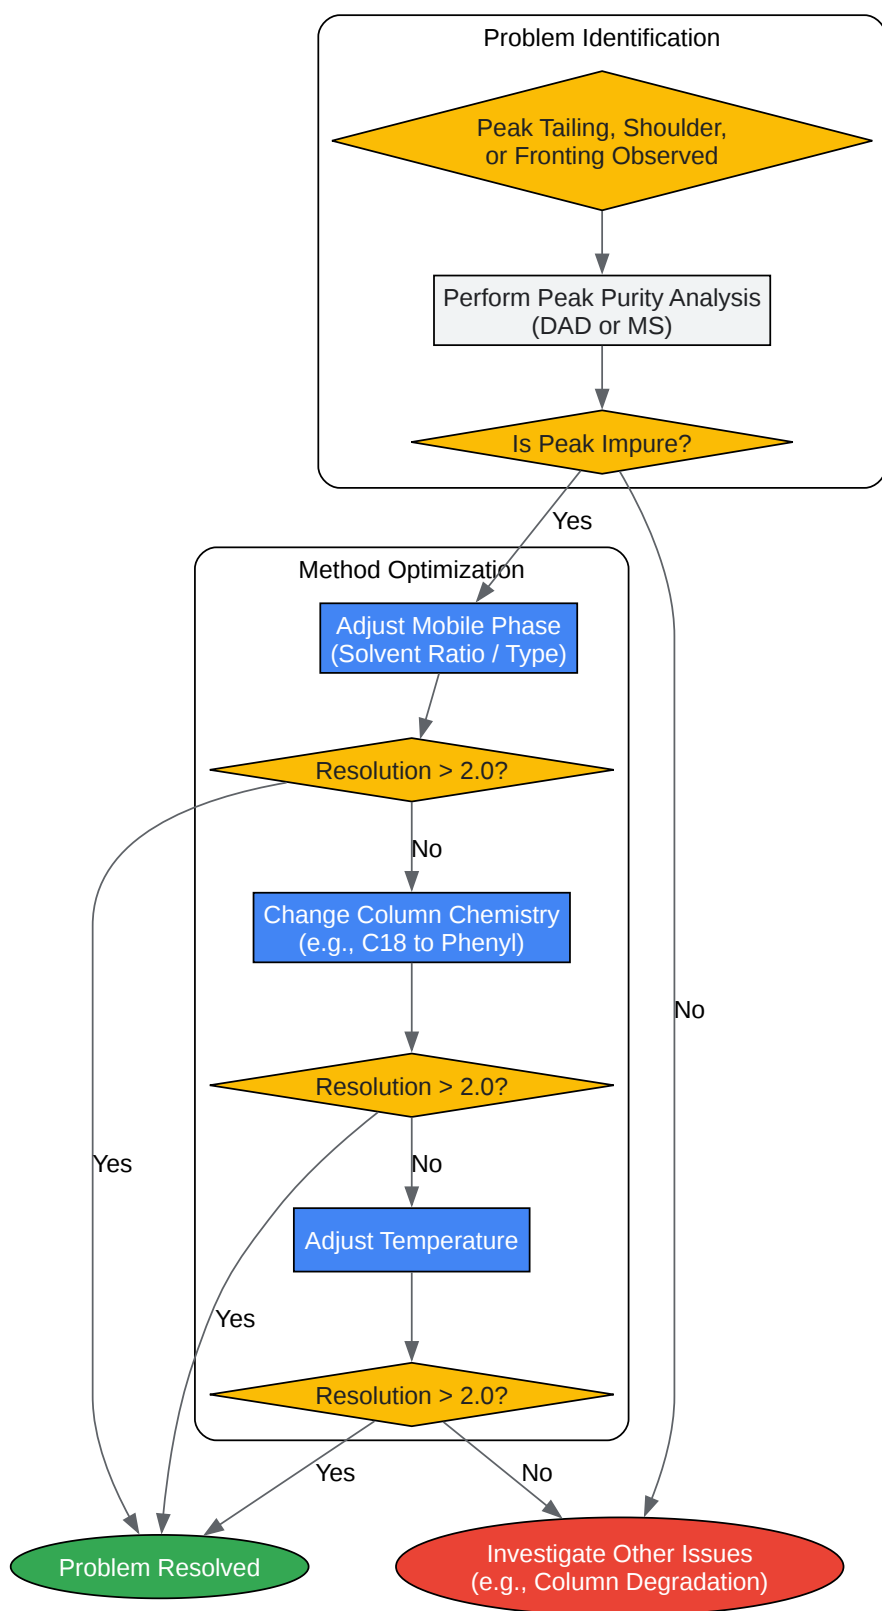 Problem Identification
Peak Tailing, Shoulder,
or Fronting Observed
Perform Peak Purity Analysis
(DAD or MS)
Is Peak Impure?
Yes
Method Optimization
Adjust Mobile Phase
(Solvent Ratio / Type)
Resolution > 2.0?
No
Change Column Chemistry
(e.g., C18 to Phenyl)
No
Resolution > 2.0?
Yes
No
Adjust Temperature
Yes
Resolution > 2.0?
Yes
No
Problem Resolved
Investigate Other Issues
(e.g., Column Degradation)